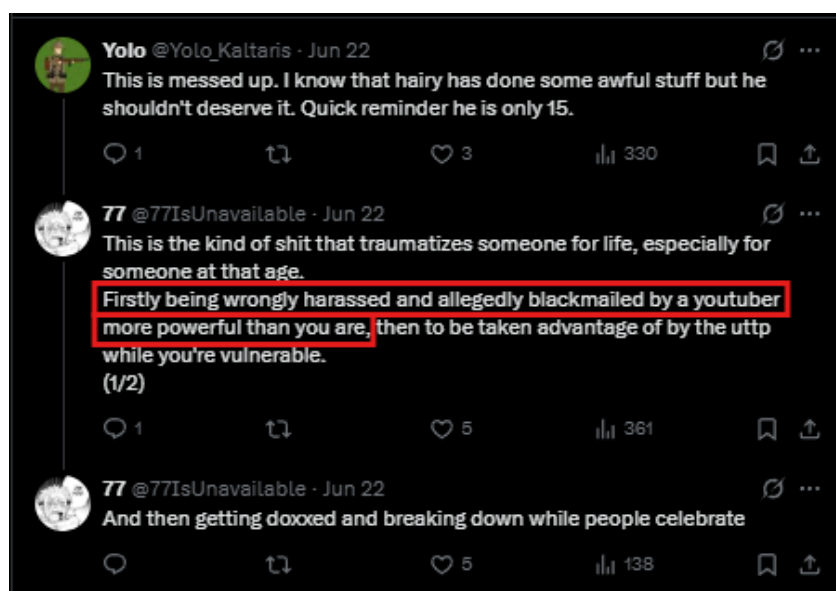 Yolo @Yolo_Kaltaris · Jun 22
This is messed up. I know that hairy has done some awful stuff but he
shouldn't deserve it. Quick reminder he is only 15.
1 3 330
77 @77IsUnavailable · Jun 22
This is the kind of shit that traumatizes someone for life, especially for
someone at that age.
Firstly being wrongly harassed and allegedly blackmailed by a youtuber
more powerful than you are, then to be taken advantage of by the uttp
while you're vulnerable.
(1/2)
1 5 361
77 @77IsUnavailable · Jun 22
And then getting doxxed and breaking down while people celebrate
5 138